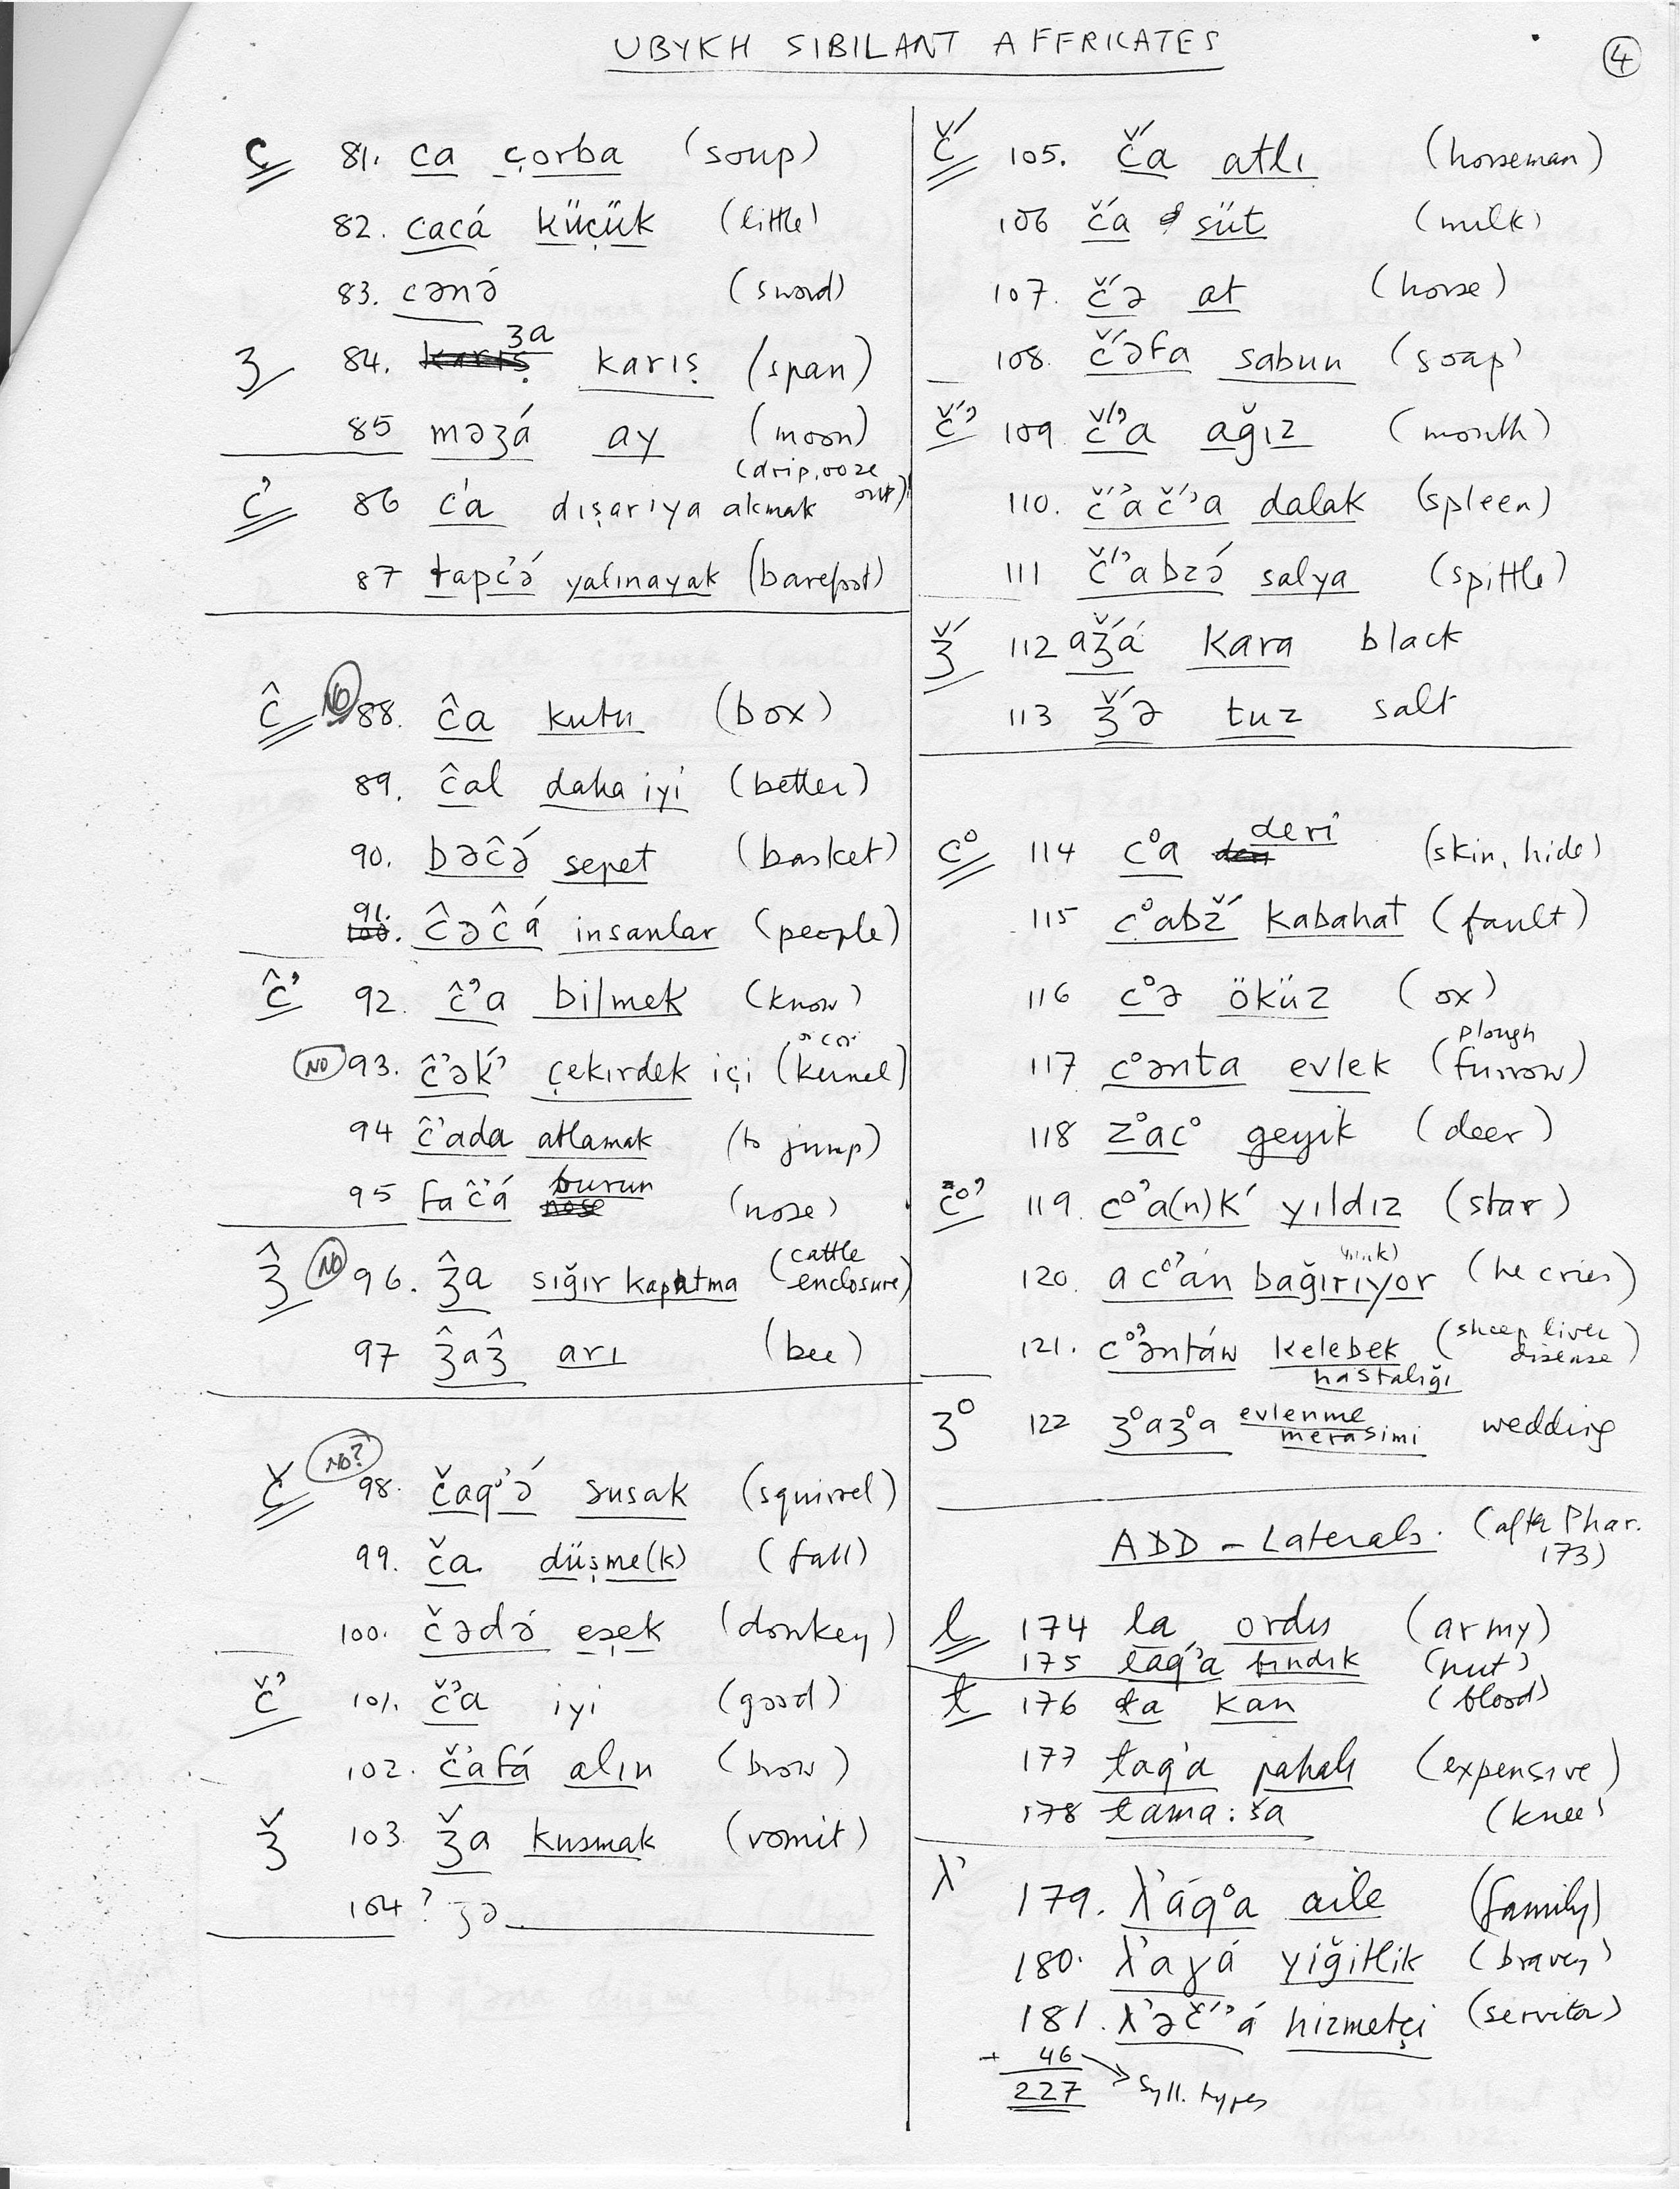 UBYKH SIBILANT AFFRICATES
4
c 81. ca çorba (soup)
82. cacá küçük (little)
83. cənə́ (sword)
ʒ 84. ʒa karış (span)
85 məʒá ay (moon)
c' 86 c'a dışarıya akmak (drip, ooze out)
87 tapc'ə́ yalınayak (barefoot)
ĉ NO 88. ĉa kutu (box)
89. ĉal daha iyi (better)
90. bəĉə́ sepet (basket)
91. ĉəĉá insanlar (people)
ĉ' 92. ĉ'a bilmek (know)
NO 93. ĉ'əḱ' çekırdek içi (kernel)
94 ĉ'ada atlamak (to jump)
95 faĉ'á burun (nose)
ʒ̂ NO 96. ʒ̂a sığır kapatma (cattle enclosure)
97 ʒ̂aʒ̂ arı (bee)
č NO? 98. čaq'ə́ susak (squirrel)
99. ča düşme(k) (fall)
100. čədə́ eşek (donkey)
č' 101. č'a iyi (good)
102. č'afá alın (brow)
ǯ 103. ǯa kusmak (vomit)
104 ? ʒə
č́ 105. č́a atlı (horseman)
106 č́a süt (milk)
107. č́ə at (horse)
108. č́əfa sabun (soap)
č́' 109 č́'a ağız (mouth)
110. č́'ač́'a dalak (spleen)
111 č́'abzə́ salya (spittle)
ǯ́ 112 aǯ́á kara black
113 ǯ́ə tuz salt
c° 114 c°a deri (skin, hide)
115 c°abž́ kabahat (fault)
116 c°ə öküz (ox)
117 c°ənta evlek (plough furrow)
118 z°ac° geyik (deer)
c°' 119. c°'a(n)ḱ yıldız (star)
120. ac°'án bağırıyor (he cries)
121. c°'əntáw kelebek hastalığı (sheep liver disease)
ʒ° 122 ʒ°aʒ°a evlenme merasimi wedding
ADD - Laterals. (after Phar. 173)
l 174 la ordu (army)
175 laq'a fındık (nut)
ɬ 176 ɬa kan (blood)
177 ɬaq'a pahalı (expensive)
178 ɬama:ša (knee)
λ' 179. λ'áq°a aile (family)
180. λ'aɣá yiğitlik (bravery)
181. λ'əč́'á hizmetçi (servitor)
+ 46 → Syll. types
227